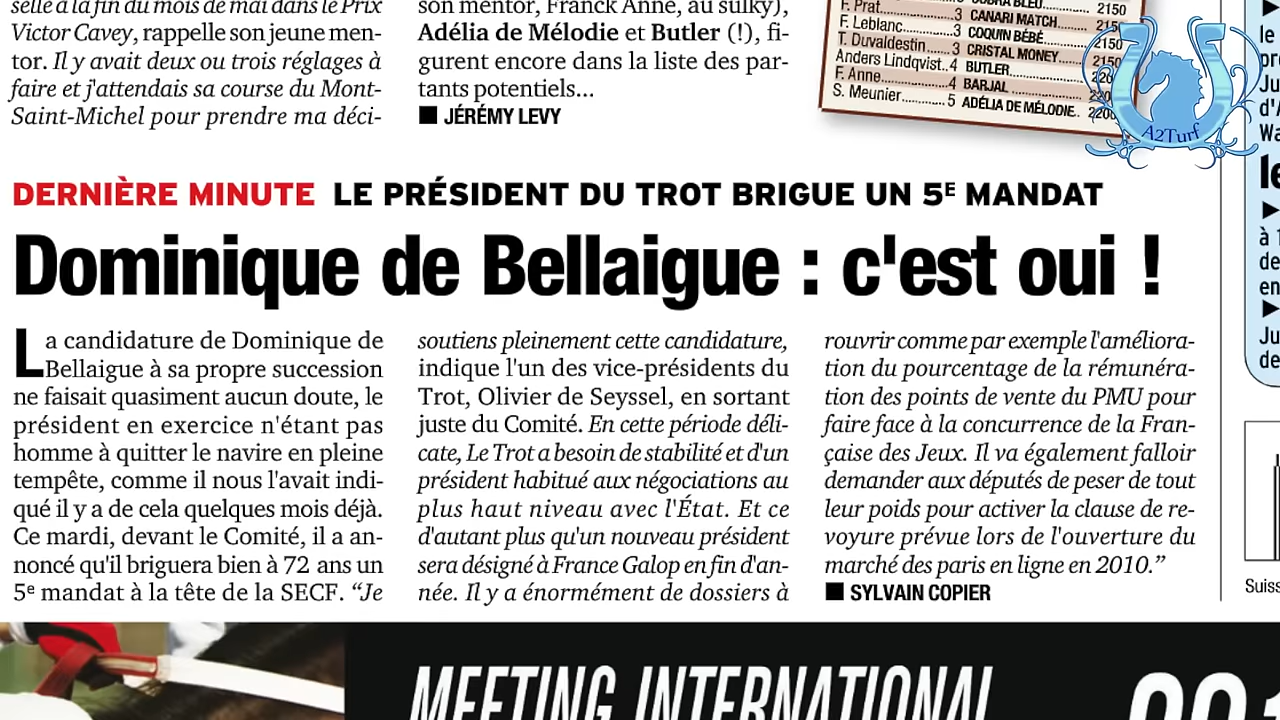 selle à la fin du mois de mai dans le Prix
Victor Cavey, rappelle son jeune men-
tor. Il y avait deux ou trois réglages à
faire et j'attendais sa course du Mont-
Saint-Michel pour prendre ma déci-
son mentor, Franck Anne, au sulky),
Adélia de Mélodie et Butler (!), fi-
gurent encore dans la liste des par-
tants potentiels...
■ JÉRÉMY LEVY
F. Prat 3 CANARI MATCH 2150
F. Leblanc 3 COQUIN BÉBÉ 2150
T. Duvaldestin 3 CRISTAL MONEY 2150
Anders Lindqvist 4 BUTLER
F. Anne 4 BARJAL
S. Meunier 5 ADÉLIA DE MÉLODIE
A2Turf
DERNIÈRE MINUTE LE PRÉSIDENT DU TROT BRIGUE UN 5E MANDAT
Dominique de Bellaigue : c'est oui !
La candidature de Dominique de
Bellaigue à sa propre succession
ne faisait quasiment aucun doute, le
président en exercice n'étant pas
homme à quitter le navire en pleine
tempête, comme il nous l'avait indi-
qué il y a de cela quelques mois déjà.
Ce mardi, devant le Comité, il a an-
noncé qu'il briguera bien à 72 ans un
5e mandat à la tête de la SECF. “Je
soutiens pleinement cette candidature,
indique l'un des vice-présidents du
Trot, Olivier de Seyssel, en sortant
juste du Comité. En cette période déli-
cate, Le Trot a besoin de stabilité et d'un
président habitué aux négociations au
plus haut niveau avec l'État. Et ce
d'autant plus qu'un nouveau président
sera désigné à France Galop en fin d'an-
née. Il y a énormément de dossiers à
rouvrir comme par exemple l'améliora-
tion du pourcentage de la rémunéra-
tion des points de vente du PMU pour
faire face à la concurrence de la Fran-
çaise des Jeux. Il va également falloir
demander aux députés de peser de tout
leur poids pour activer la clause de re-
voyure prévue lors de l'ouverture du
marché des paris en ligne en 2010.”
■ SYLVAIN COPIER
MEETING INTERNATIONAL